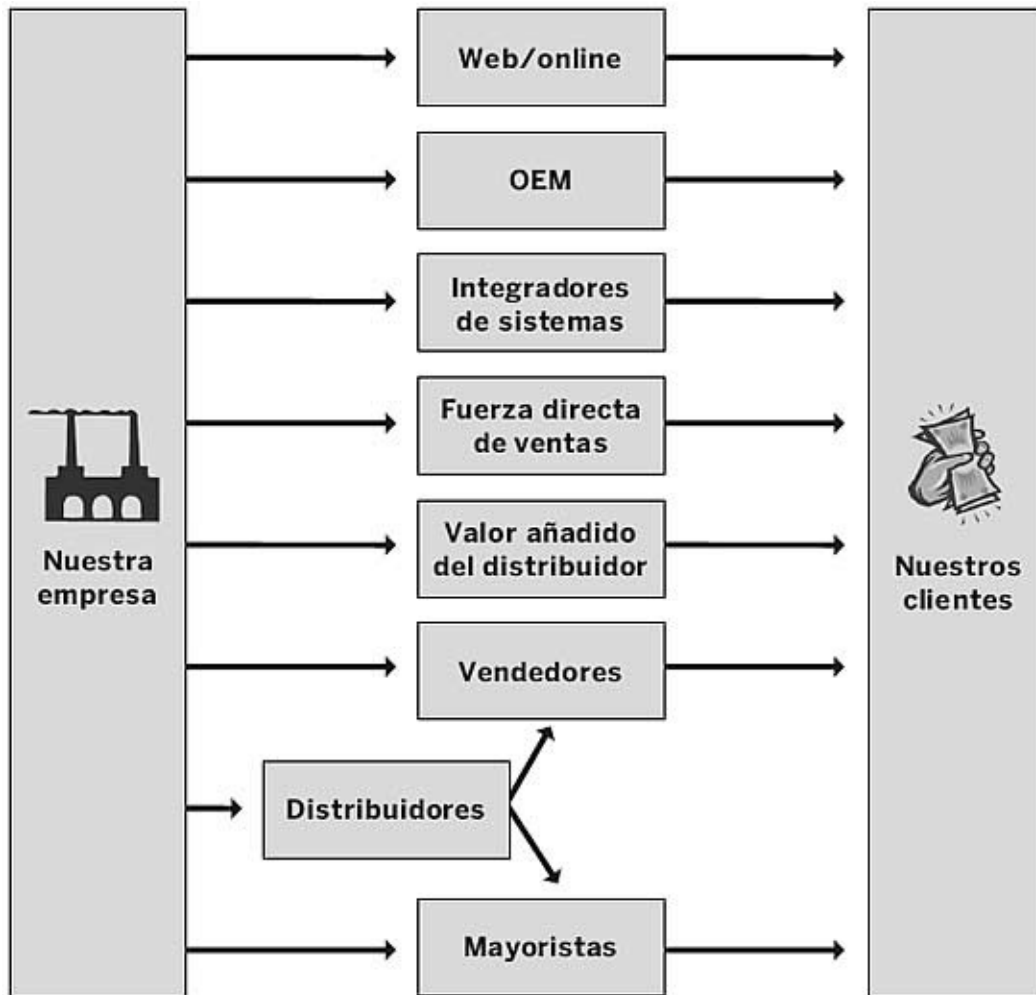 Web/online
OEM
Integradores
de sistemas
Fuerza directa
de ventas
Nuestra
empresa
Valor añadido
del distribuidor
Nuestros
clientes
Vendedores
Distribuidores
Mayoristas